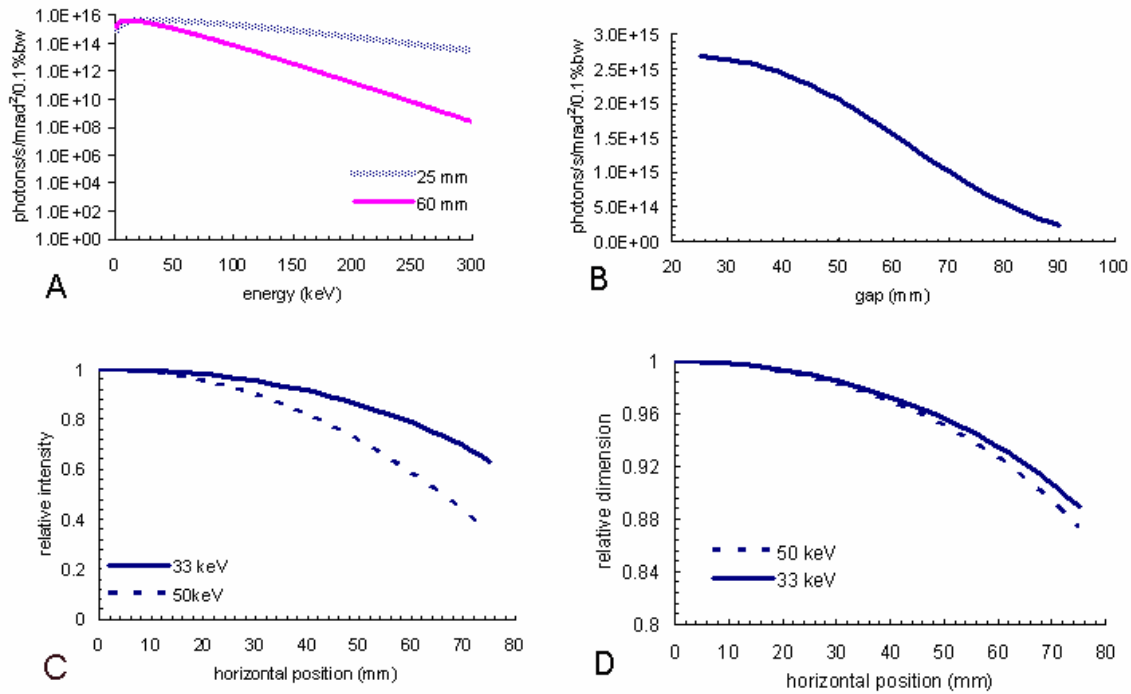 photons/s/mrad²/0.1%bw
1.0E+16
1.0E+14
1.0E+12
1.0E+10
1.0E+08
1.0E+06
1.0E+04
1.0E+02
1.0E+00
25 mm
60 mm
0 50 100 150 200 250 300
energy (keV)
A
photons/s/mrad²/0.1%bw
3.0E+15
2.5E+15
2.0E+15
1.5E+15
1.0E+15
5.0E+14
0.0E+00
20 30 40 50 60 70 80 90 100
gap (mm)
B
relative intensity
1
0.8
0.6
0.4
0.2
0
33 keV
50keV
0 10 20 30 40 50 60 70 80
horizontal position (mm)
C
relative dimension
1
0.96
0.92
0.88
0.84
0.8
50 keV
33 keV
0 10 20 30 40 50 60 70 80
horizontal position (mm)
D